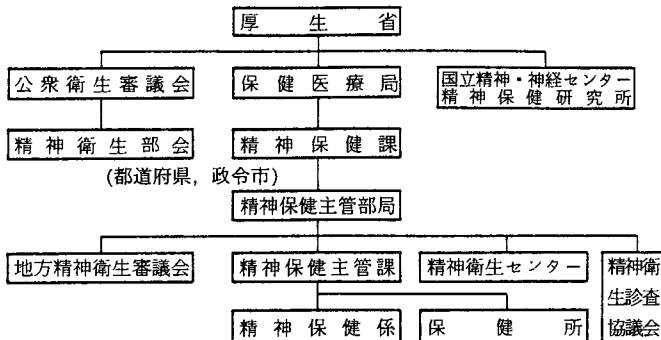 厚生省
公衆衛生審議会
保健医療局
国立精神・神経センター
精神保健研究所
精神衛生部会
精神保健課
(都道府県，政令市)
精神保健主管部局
地方精神衛生審議会
精神保健主管課
精神衛生センター
精神衛
生診査
協議会
精神保健係
保健所